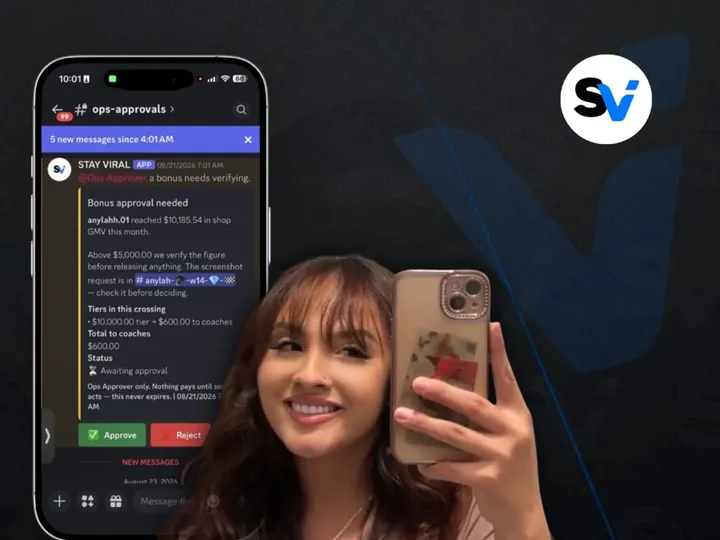 10:01
66
99
ops-approvals
5 new messages since 4:01 AM
SV
STAY VIRAL APP 08/21/2026 7:01 AM
@Ops Approver a bonus needs verifying.
Bonus approval needed
anylahh.01 reached $10,185.54 in shop
GMV this month.
Above $5,000.00 we verify the figure
before releasing anything. The screenshot
request is in # anylah-🌑-w14-💎-🏁
— check it before deciding.
Tiers in this crossing
• $10,000.00 tier → $600.00 to coaches
Total to coaches
$600.00
Status
⏳ Awaiting approval
Ops Approver only. Nothing pays until
acts — this never expires. | 08/21/2026 7
AM
✅ Approve
❌ Reject
NEW MESSAGES
August 23, 2026
Message
SV